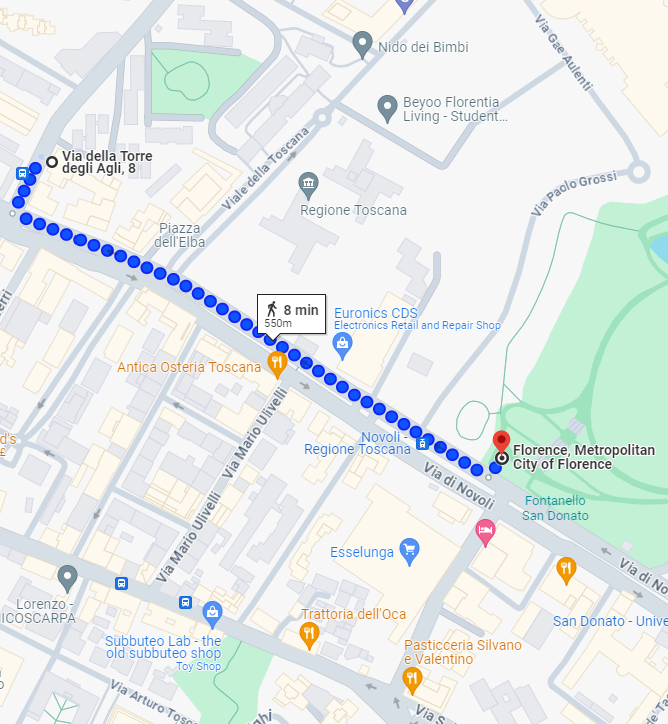 Nido dei Bimbi
Via Gae Aulenti
Beyoo Florentia
Living - Student...
Via della Torre
degli Agli, 8
Viale della Toscana
Via Paolo Grossi
Regione Toscana
Piazza
dell'Elba
8 min
550m
Euronics CDS
Electronics Retail and Repair Shop
Antica Osteria Toscana
Via Mario Ulivelli
Novoli -
Regione Toscana
Florence, Metropolitan
City of Florence
Via di Novoli
Fontanello
San Donato
Via Mario Ulivelli
Esselunga
Via di No
Lorenzo -
ICOSCARPA
Subbuteo Lab - the
old subbuteo shop
Toy Shop
Trattoria dell'Oca
San Donato - Unive
Pasticceria Silvano
e Valentino
Via Arturo Tosc
Via S